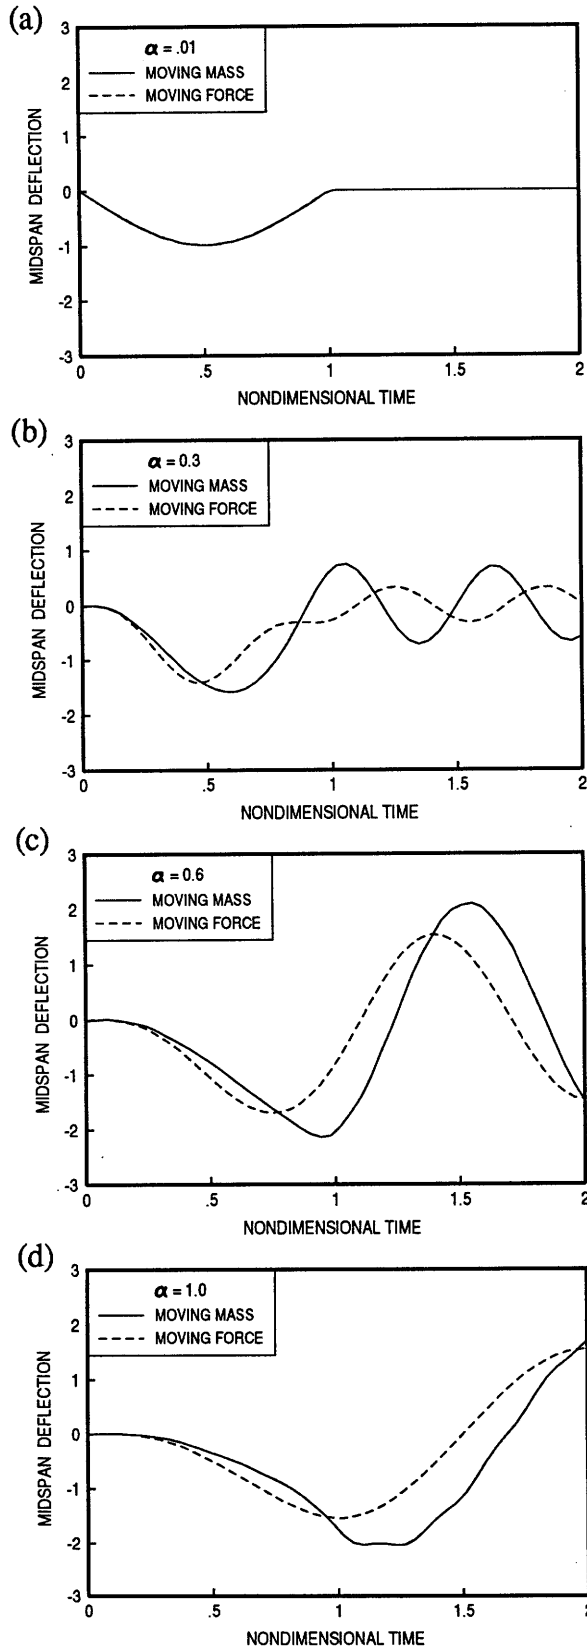 (a)
α = .01
MOVING MASS
MOVING FORCE
MIDSPAN DEFLECTION
3
2
1
0
-1
-2
-3
0
.5
1
1.5
2
NONDIMENSIONAL TIME
(b)
α = 0.3
MOVING MASS
MOVING FORCE
MIDSPAN DEFLECTION
3
2
1
0
-1
-2
-3
0
.5
1
1.5
2
NONDIMENSIONAL TIME
(c)
α = 0.6
MOVING MASS
MOVING FORCE
MIDSPAN DEFLECTION
3
2
1
0
-1
-2
-3
0
.5
1
1.5
2
NONDIMENSIONAL TIME
(d)
α = 1.0
MOVING MASS
MOVING FORCE
MIDSPAN DEFLECTION
3
2
1
0
-1
-2
-3
0
.5
1
1.5
2
NONDIMENSIONAL TIME